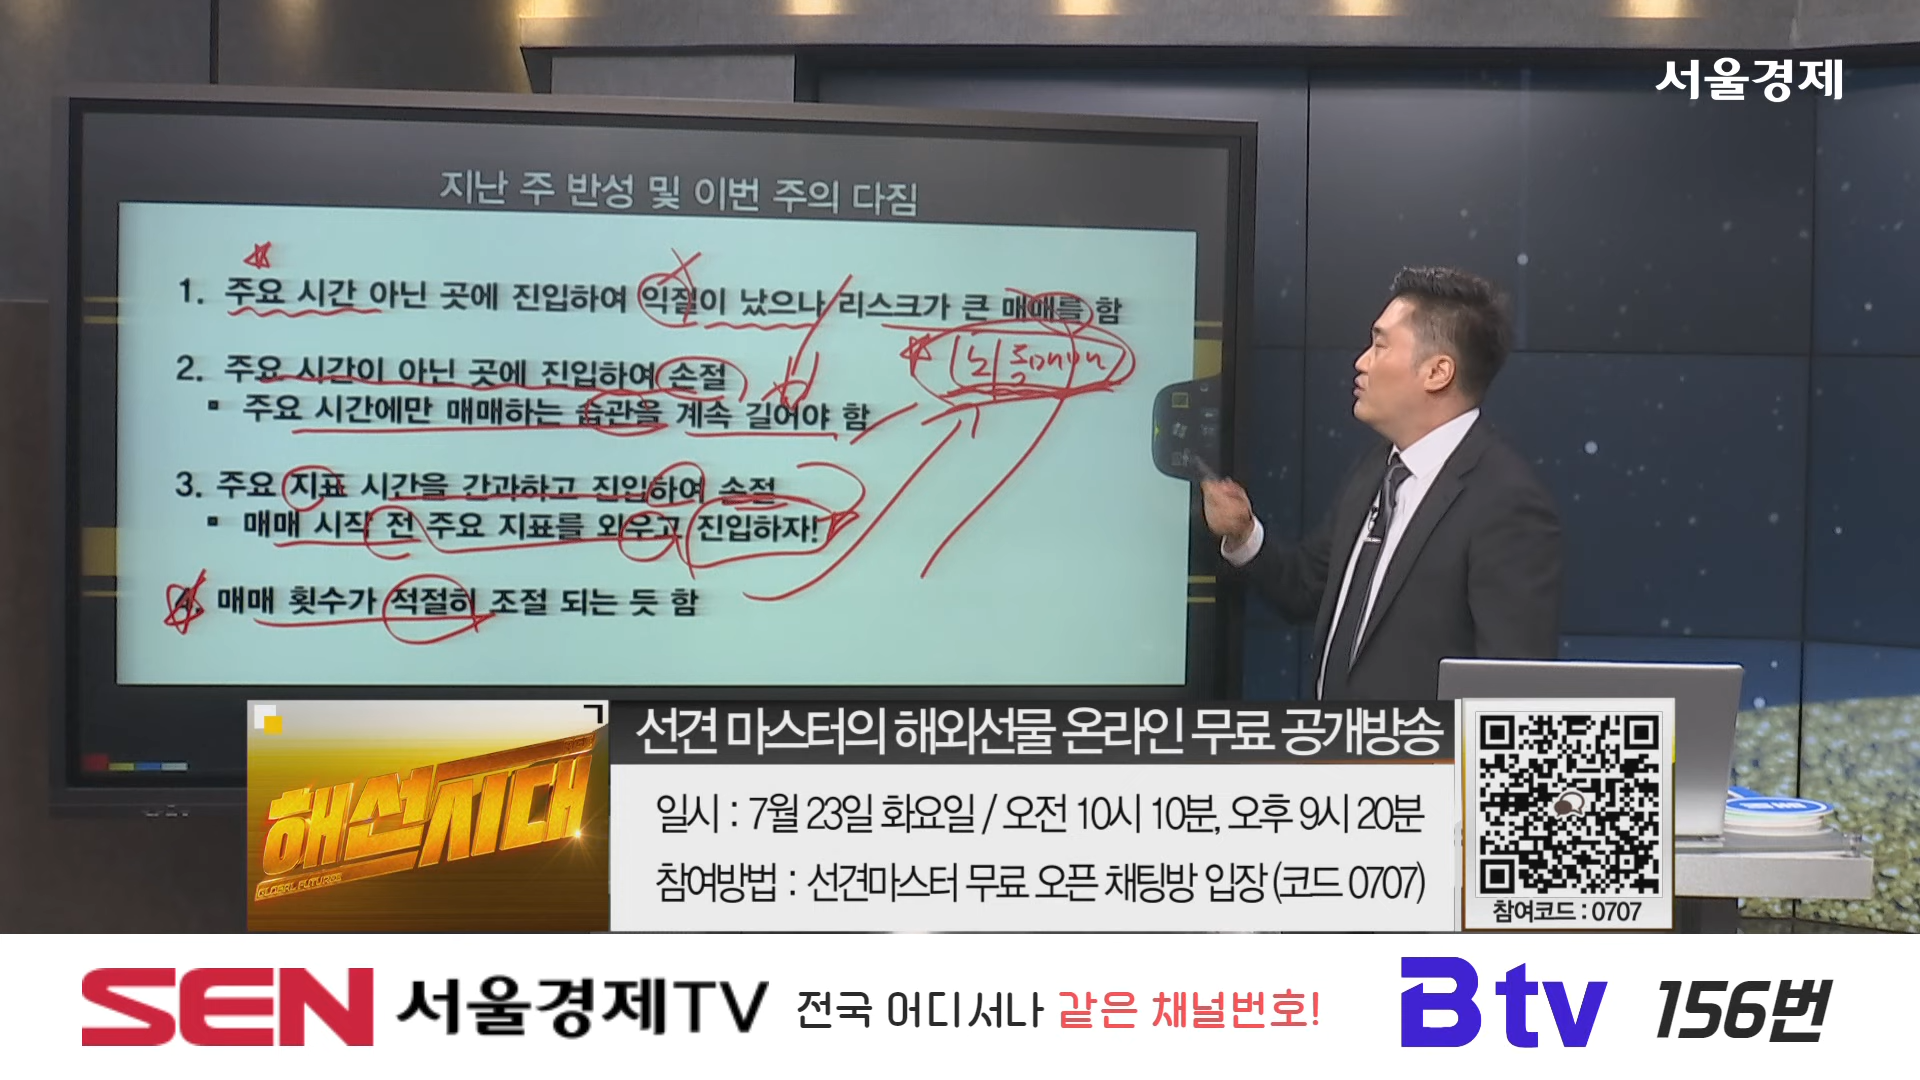 서울경제
지난 주 반성 및 이번 주의 다짐
1. 주요 시간 아닌 곳에 진입하여 익절이 났으나 리스크가 큰 매매를 함
2. 주요 시간이 아닌 곳에 진입하여 손절
▪ 주요 시간에만 매매하는 습관을 계속 길어야 함
3. 주요 지표 시간을 간과하고 진입하여 손절
▪ 매매 시작 전 주요 지표를 외우고 진입하자!
4. 매매 횟수가 적절히 조절 되는 듯 함
해선시대
GLOBAL FUTURES
선견 마스터의 해외선물 온라인 무료 공개방송
일시 : 7월 23일 화요일 / 오전 10시 10분, 오후 9시 20분
참여방법 : 선견마스터 무료 오픈 채팅방 입장 (코드 0707)
참여코드 : 0707
SEN 서울경제TV 전국 어디서나 같은 채널번호! B tv 156번